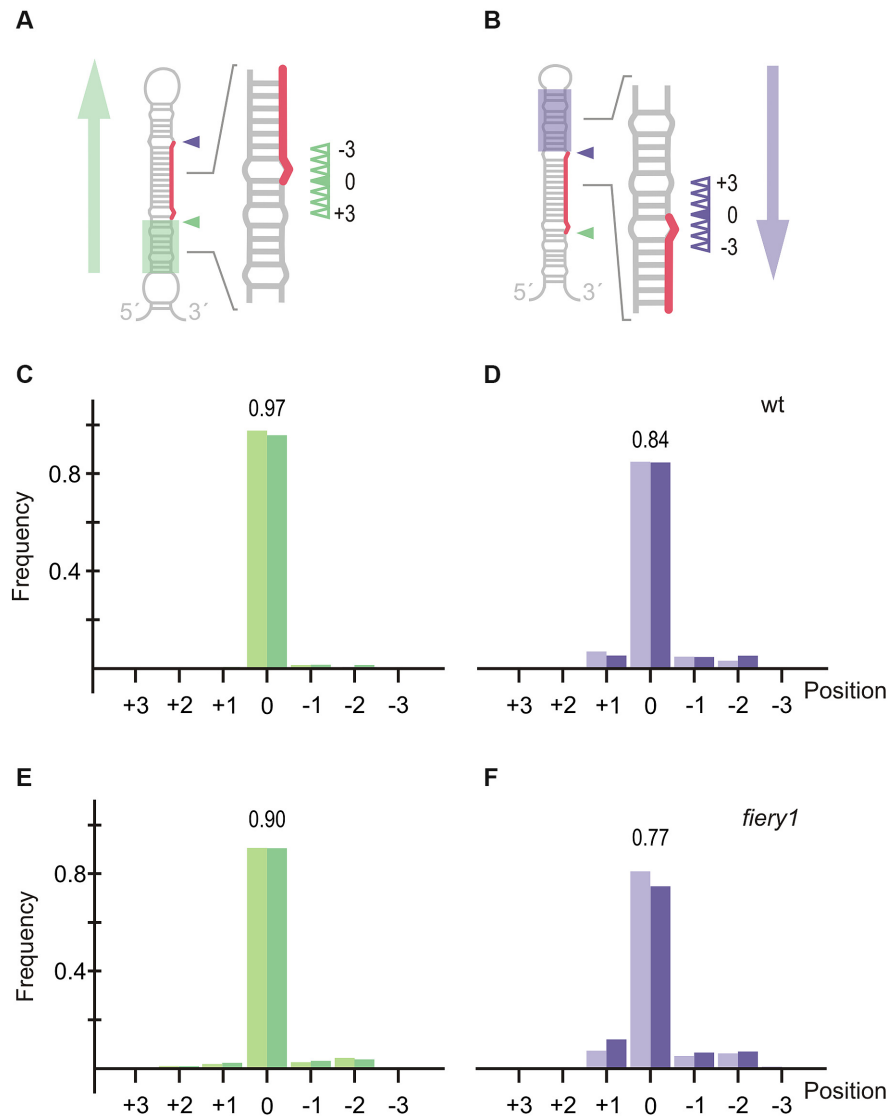 A
B
-3
0
+3
5´ 3´
+3
0
-3
5´ 3´
C
D
wt
0.97
0.84
0.8
0.4
Frequency
+3 +2 +1 0 -1 -2 -3
+3 +2 +1 0 -1 -2 -3 Position
E
F
fiery1
0.90
0.77
0.8
0.4
Frequency
+3 +2 +1 0 -1 -2 -3
+3 +2 +1 0 -1 -2 -3 Position